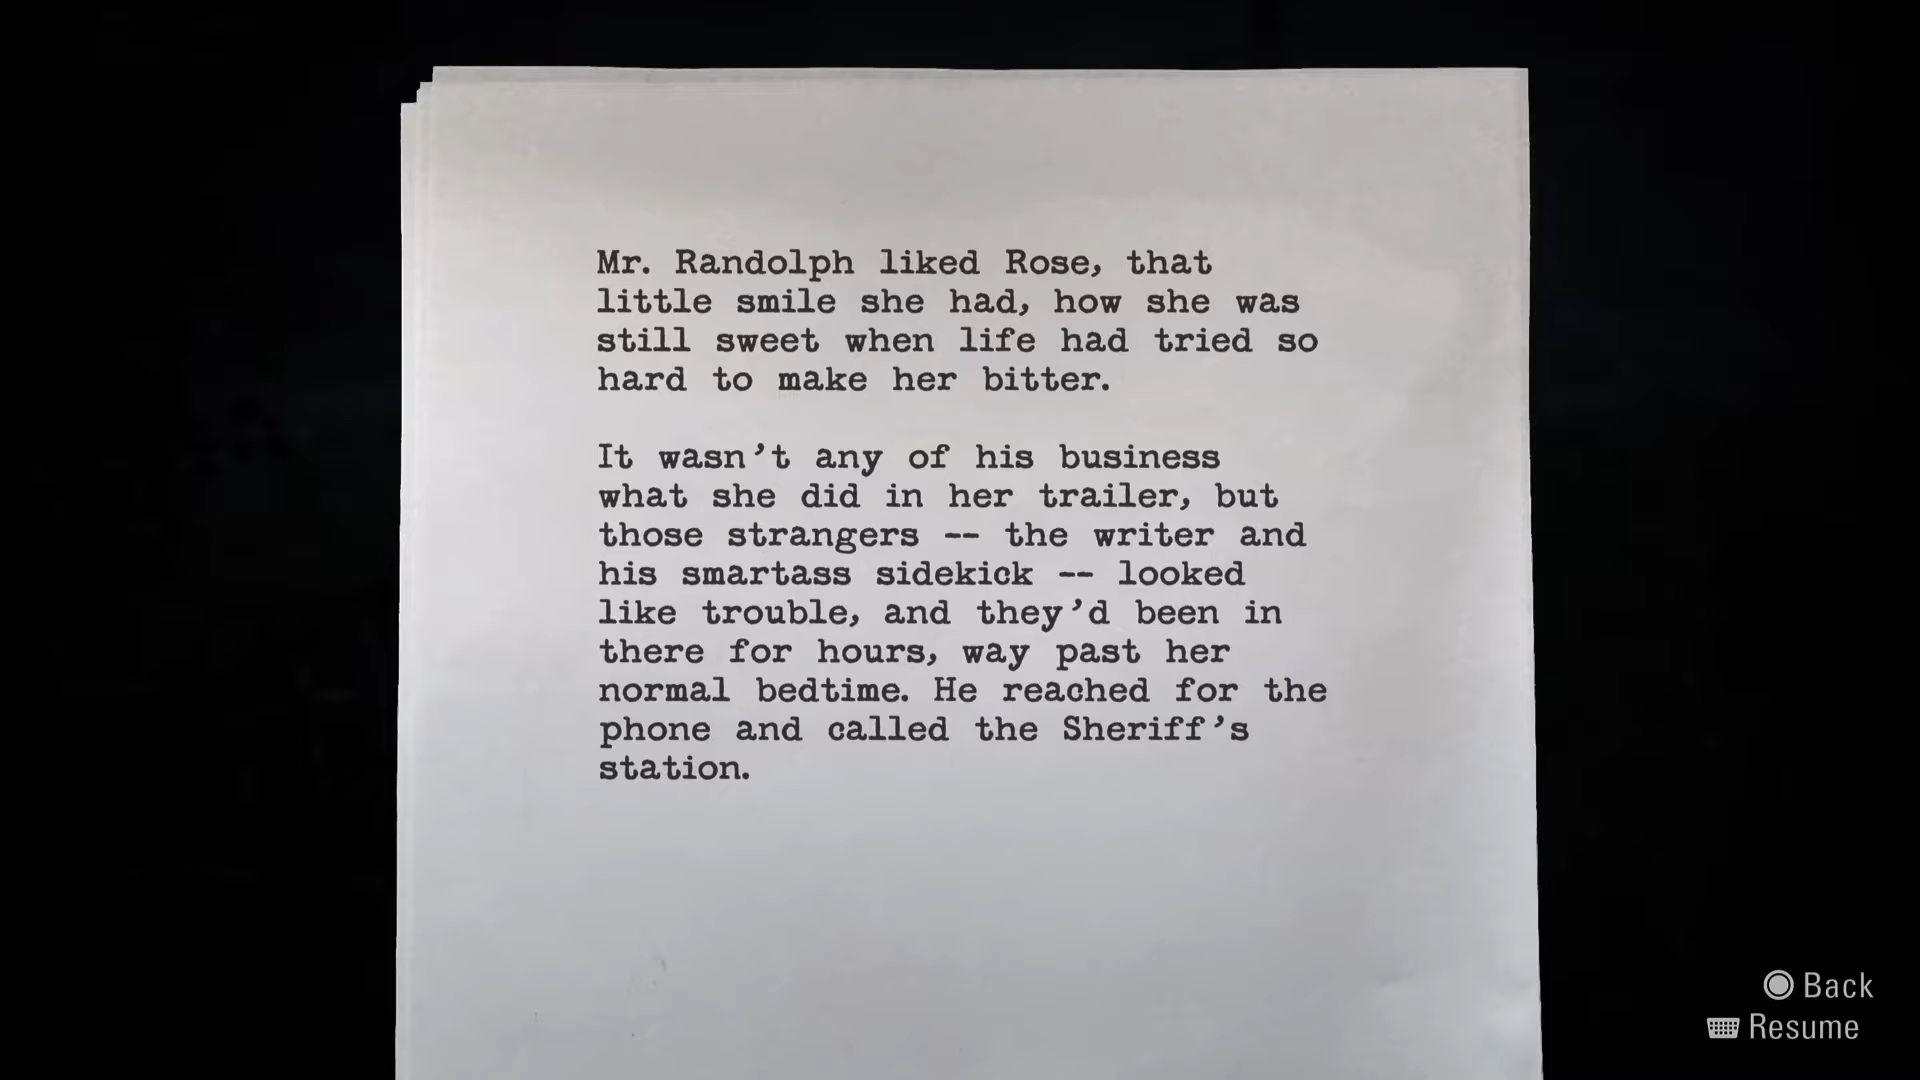 Mr. Randolph liked Rose, that
little smile she had, how she was
still sweet when life had tried so
hard to make her bitter.
It wasn't any of his business
what she did in her trailer, but
those strangers -- the writer and
his smartass sidekick -- looked
like trouble, and they'd been in
there for hours, way past her
normal bedtime. He reached for the
phone and called the Sheriff's
station.
Back
Resume